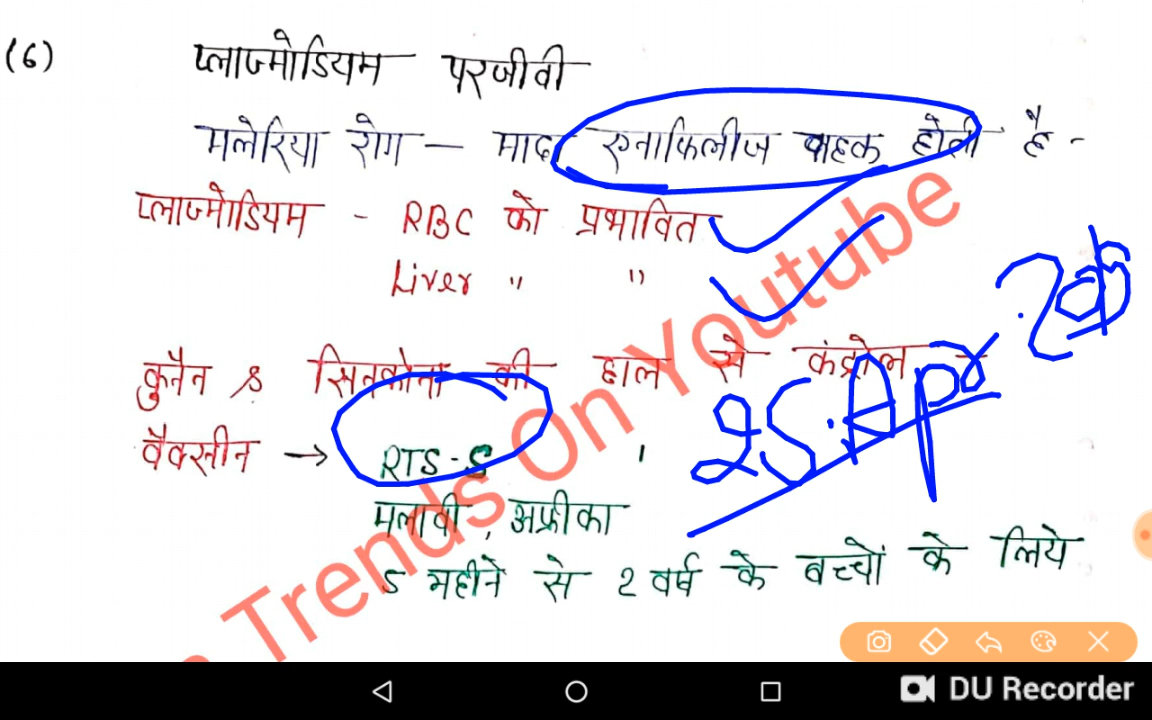 (6) प्लाज्मोडियम परजीवी
मलेरिया रोग — मादा एनाफिलीज वाहक होती है -
प्लाज्मोडियम - RBC को प्रभावित
Liver " "
कुनैन & सिनकोना की छाल से कंट्रोल -
वैक्सीन → RTS-S '
मलावी, अफ्रीका
5 महीने से 2 वर्ष के बच्चों के लिये
25 Apr
Trends On Youtube
DU Recorder